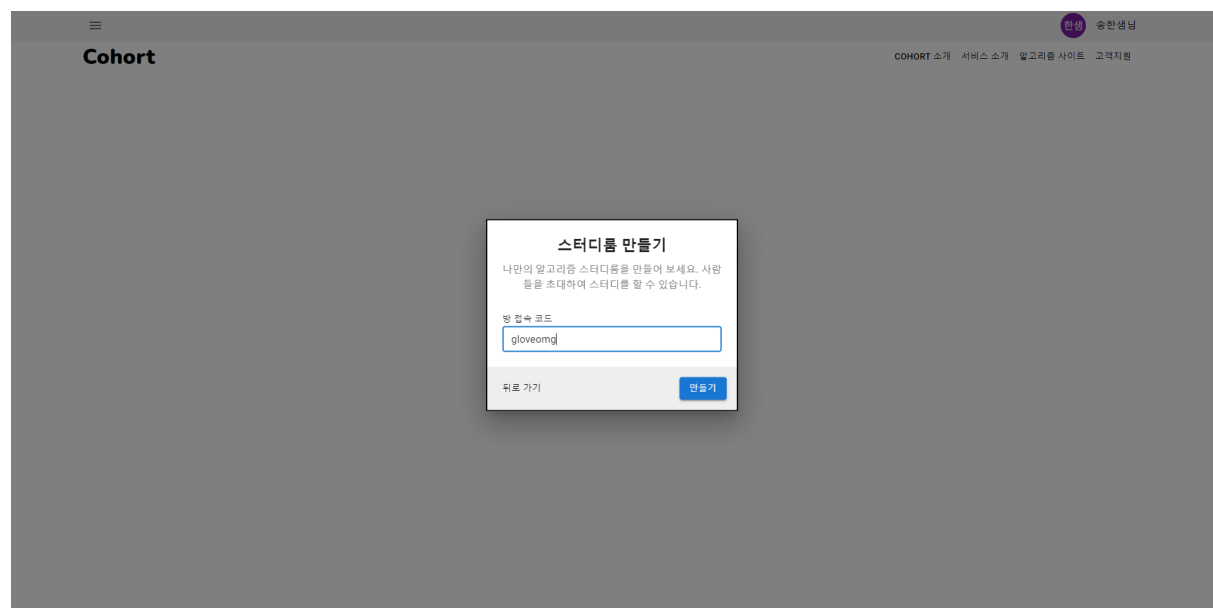 한샘 송한샘님
Cohort
COHORT 소개 서비스 소개 알고리즘 사이트 고객지원
스터디룸 만들기
나만의 알고리즘 스터디룸을 만들어 보세요. 사람
들을 초대하여 스터디를 할 수 있습니다.
방 접속 코드
gloveomg
뒤로 가기 만들기